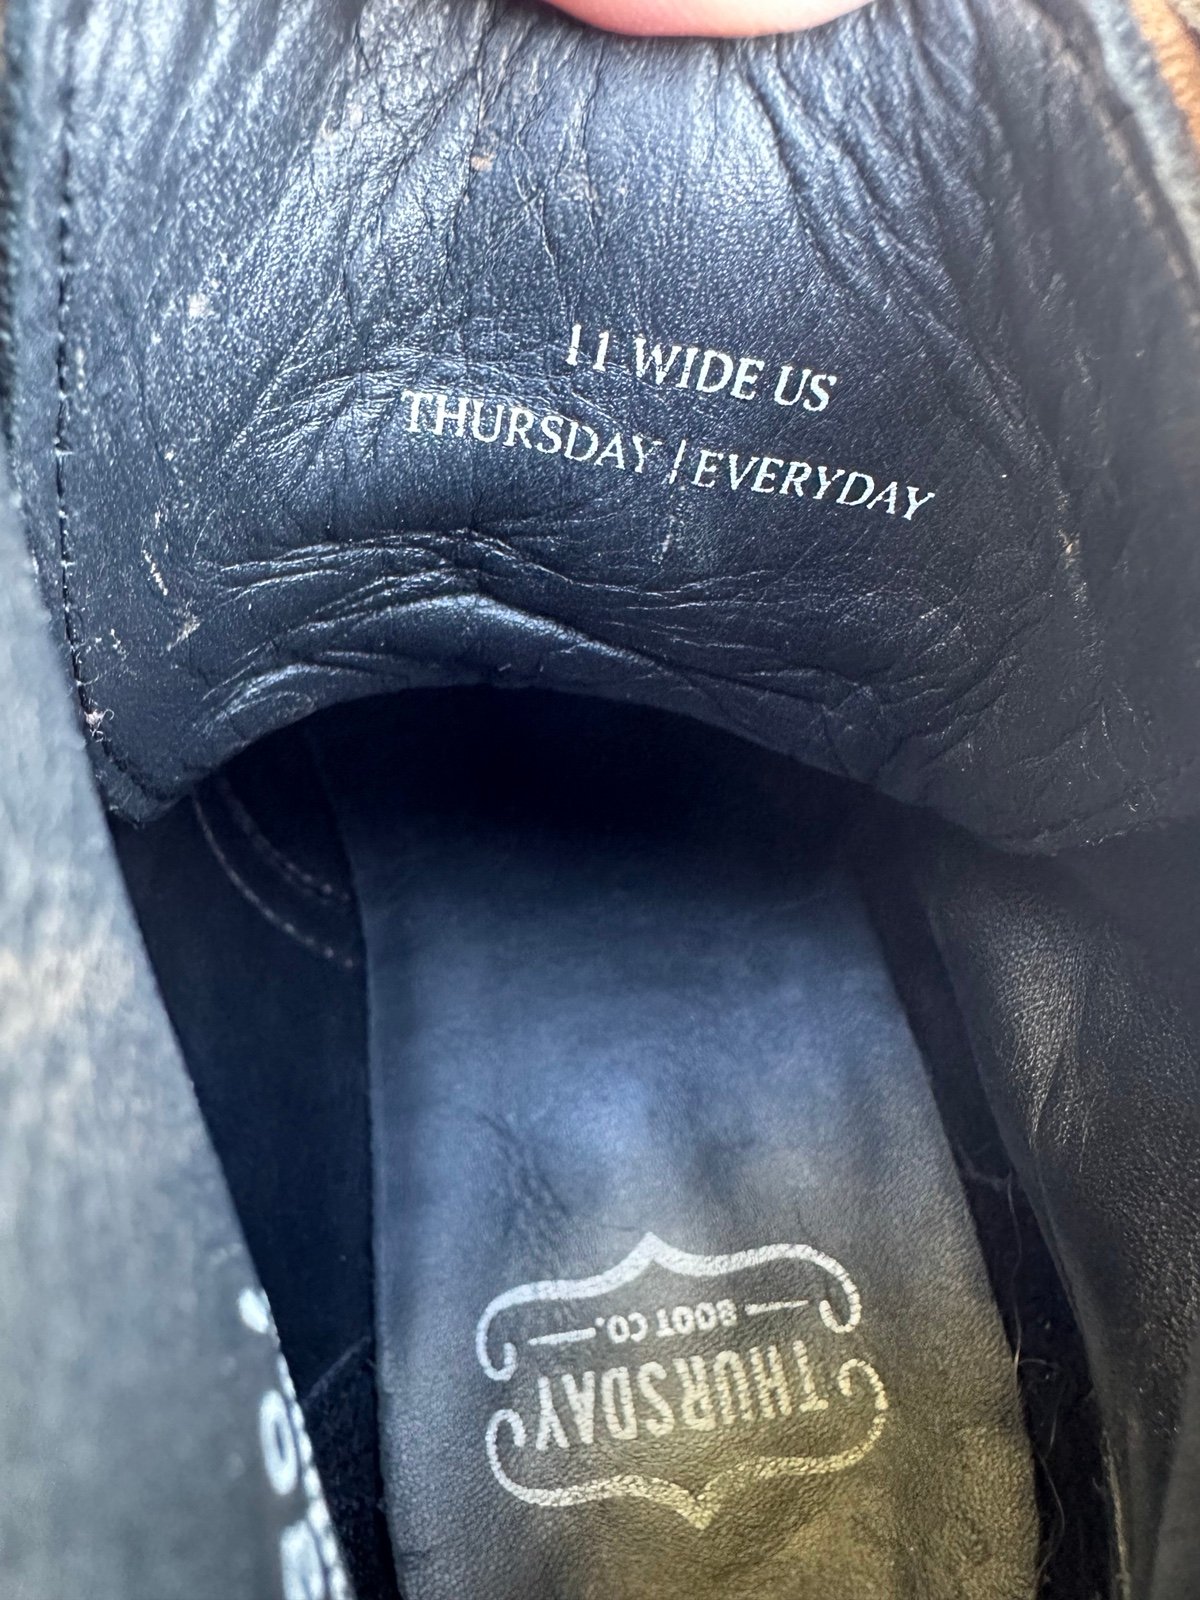 11 WIDE US
THURSDAY | EVERYDAY
THURSDAY
BOOT CO.